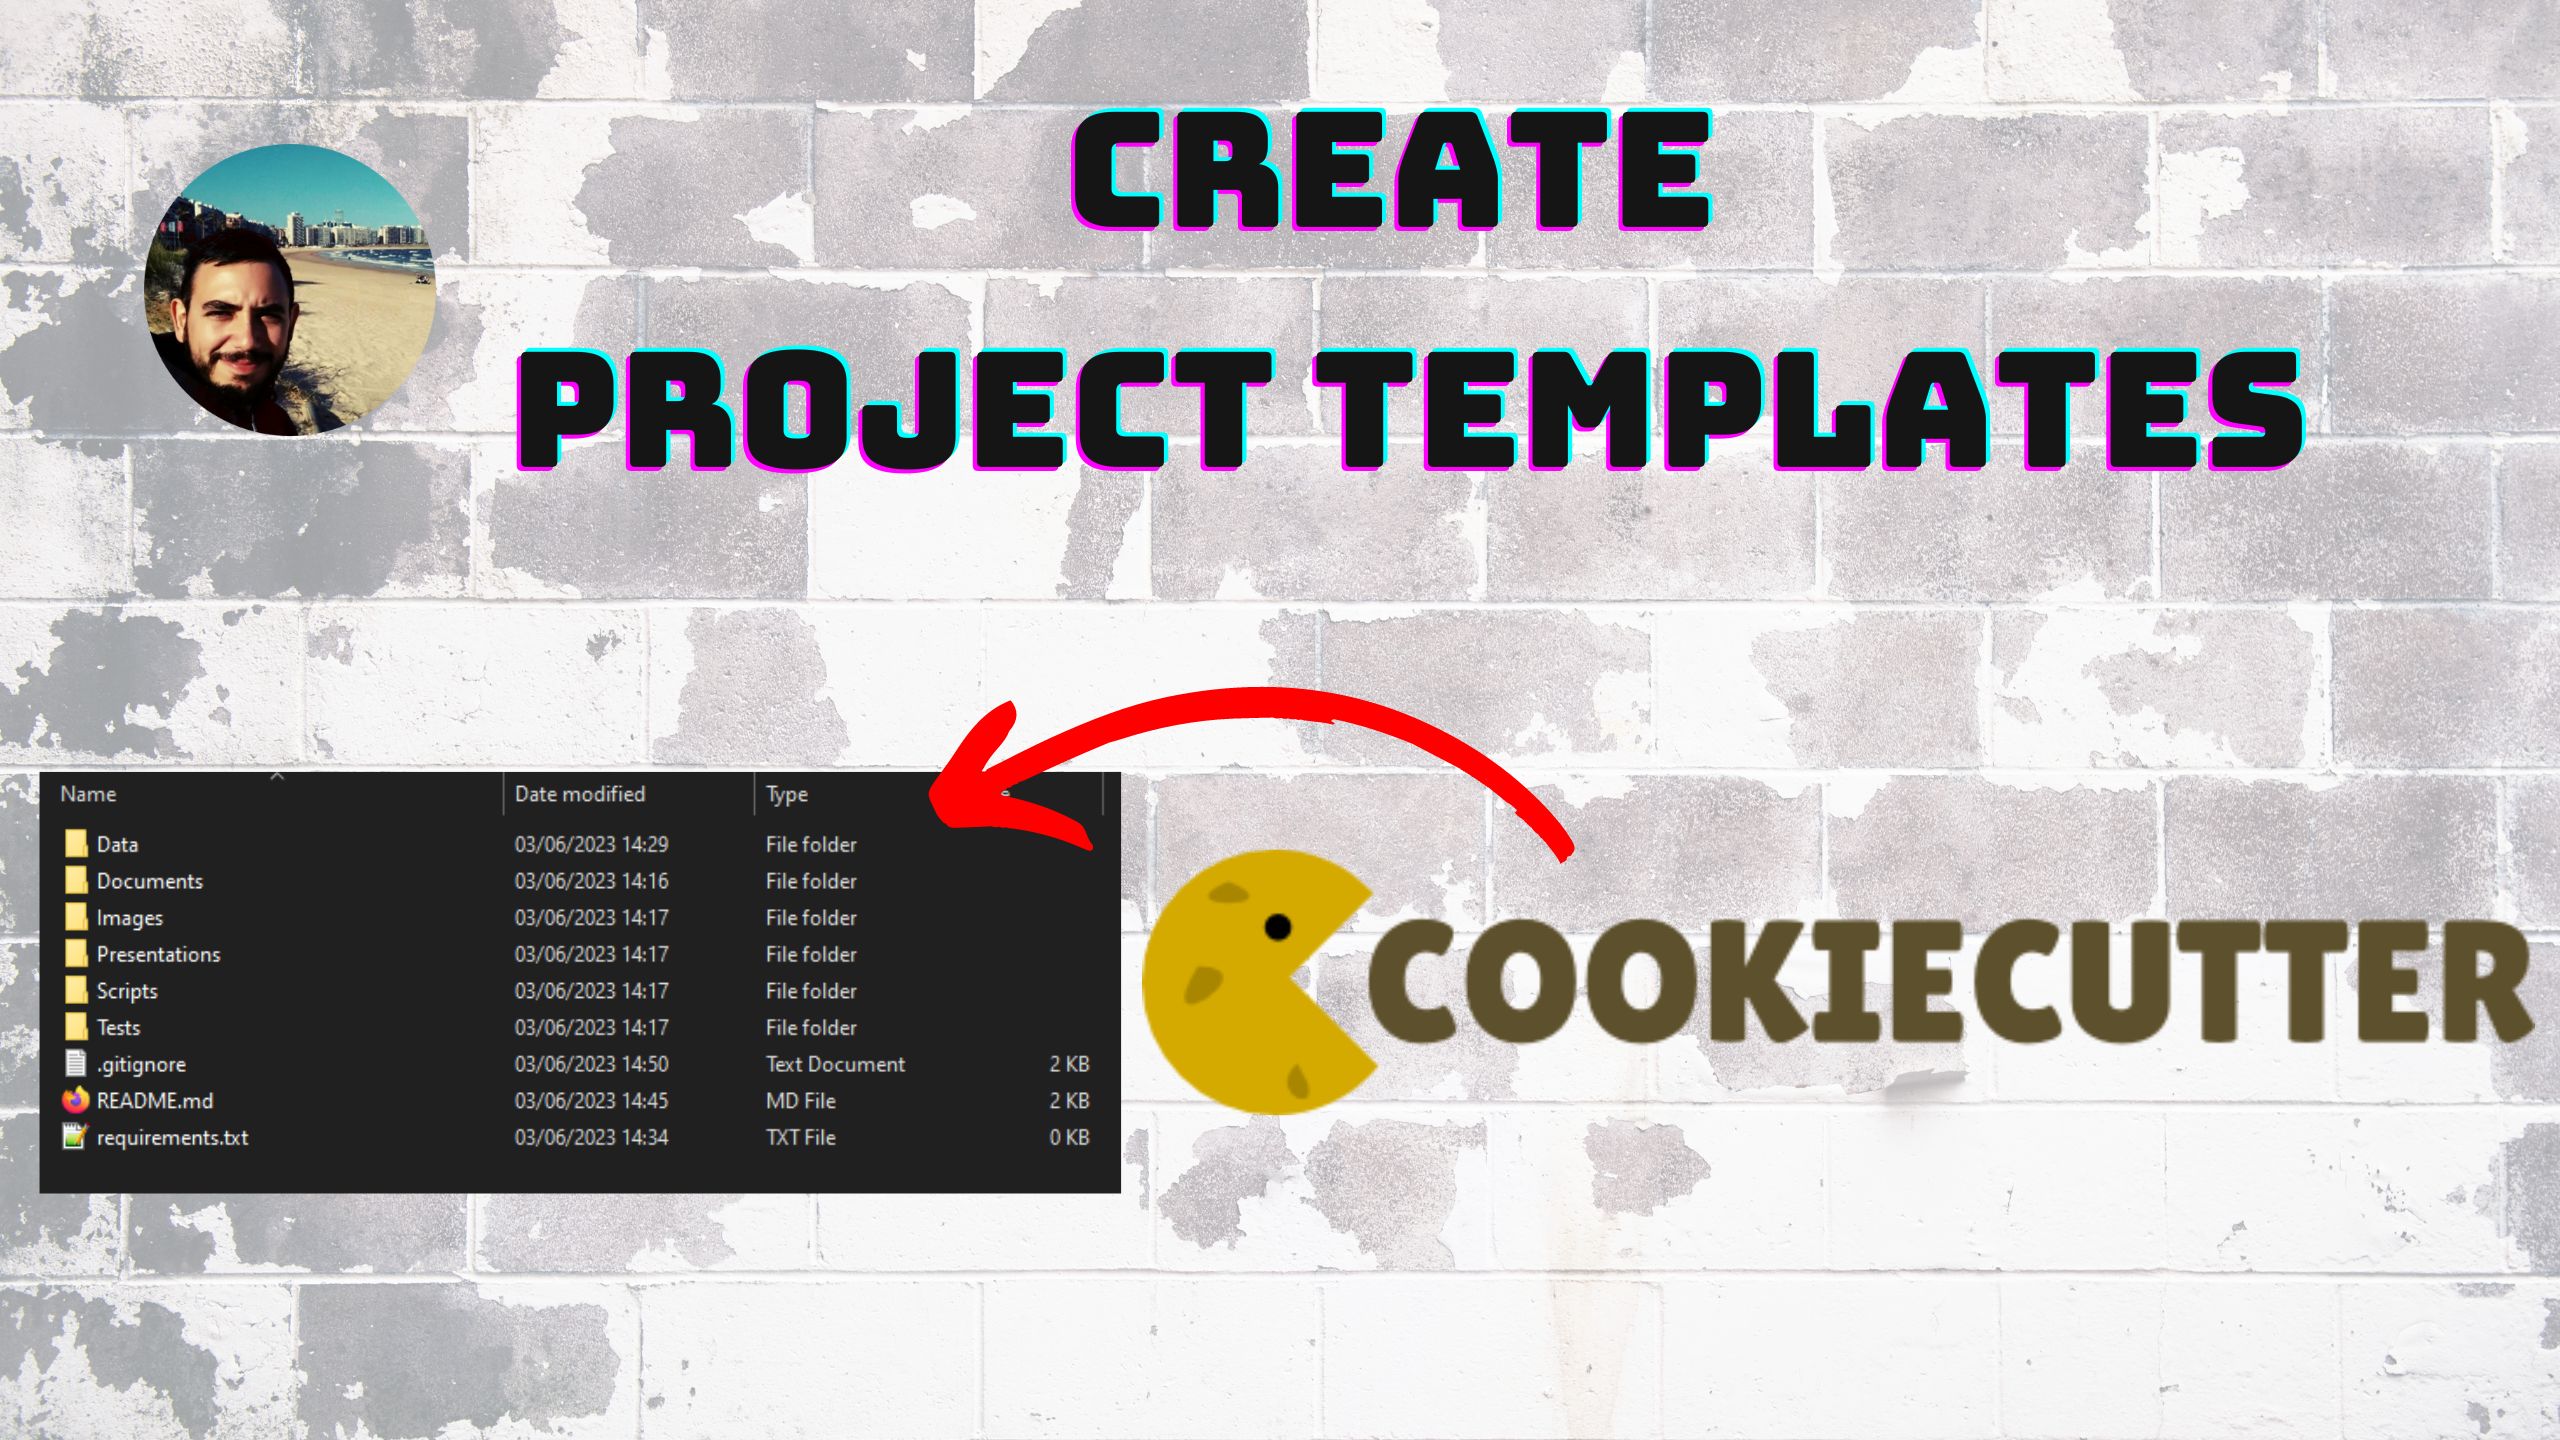 CREATE
PROJECT TEMPLATES
Name Date modified Type
Data 03/06/2023 14:29 File folder
Documents 03/06/2023 14:16 File folder
Images 03/06/2023 14:17 File folder
Presentations 03/06/2023 14:17 File folder
Scripts 03/06/2023 14:17 File folder
Tests 03/06/2023 14:17 File folder
.gitignore 03/06/2023 14:50 Text Document 2 KB
README.md 03/06/2023 14:45 MD File 2 KB
requirements.txt 03/06/2023 14:34 TXT File 0 KB
COOKIECUTTER